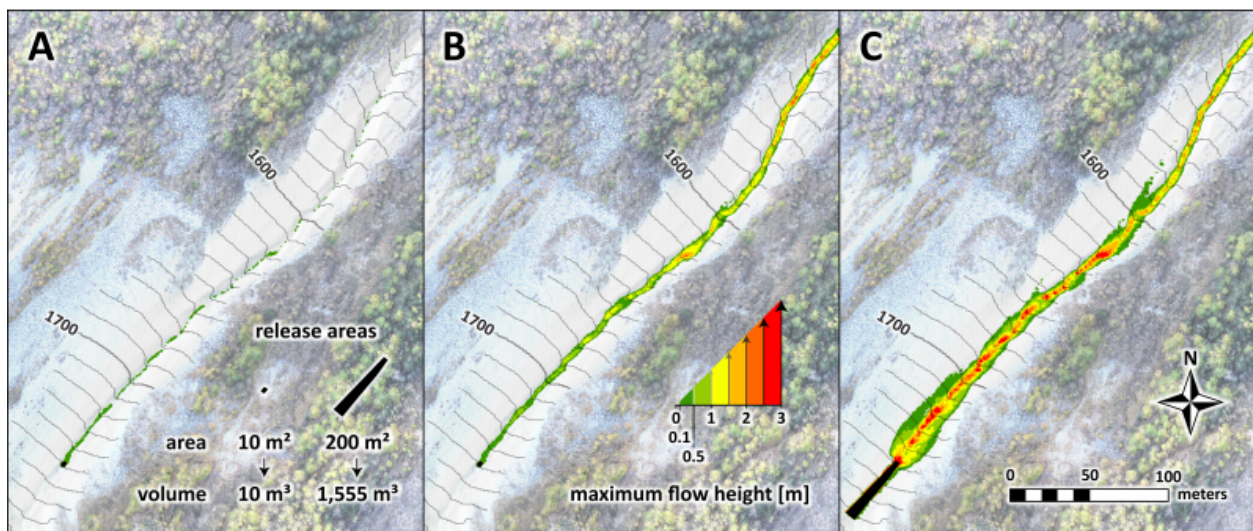 A
1600
1700
release areas
area 10 m² 200 m²
volume 10 m³ 1,555 m³
B
1600
1700
0 1 2 3
0.1
0.5
maximum flow height [m]
C
1600
1700
N
0 50 100
meters